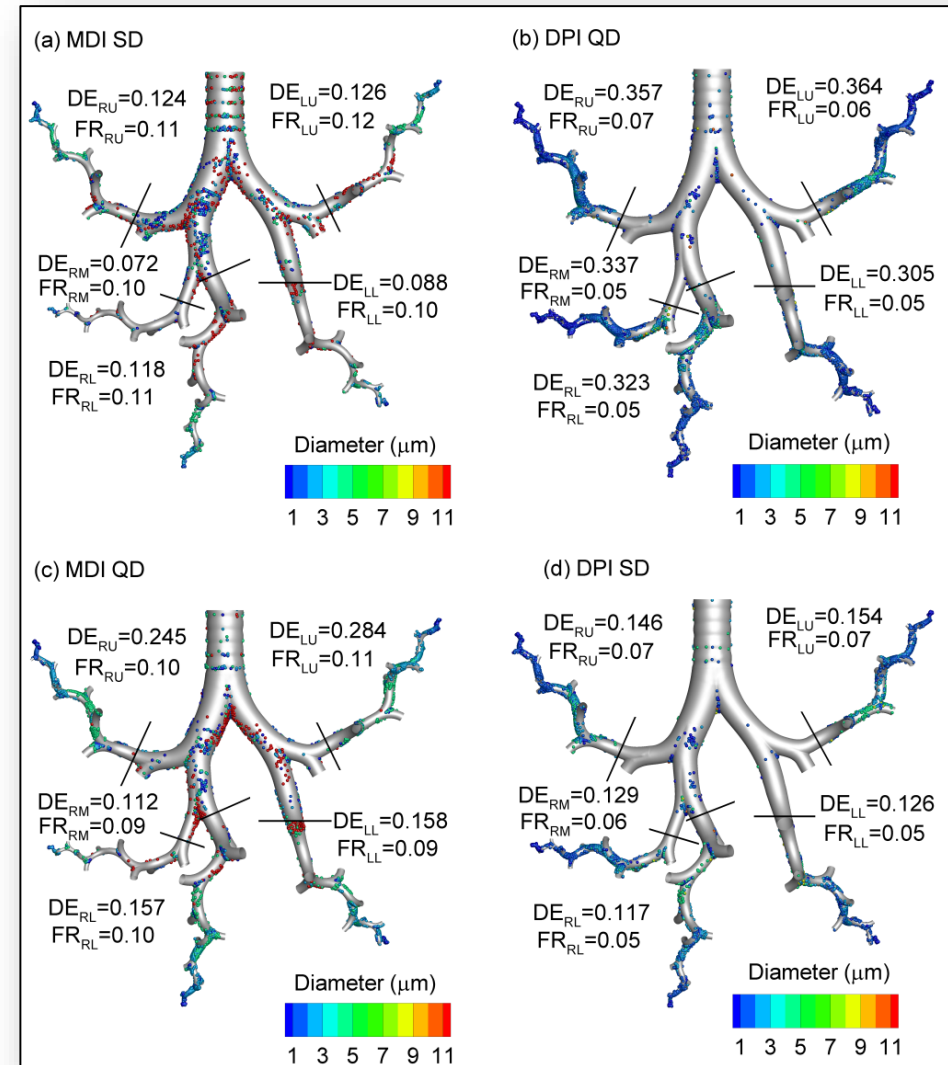 (a) MDI SD
DE_RU=0.124
FR_RU=0.11
DE_LU=0.126
FR_LU=0.12
DE_RM=0.072
FR_RM=0.10
DE_LL=0.088
FR_LL=0.10
DE_RL=0.118
FR_RL=0.11
Diameter (μm)
1 3 5 7 9 11
(b) DPI QD
DE_RU=0.357
FR_RU=0.07
DE_LU=0.364
FR_LU=0.06
DE_RM=0.337
FR_RM=0.05
DE_LL=0.305
FR_LL=0.05
DE_RL=0.323
FR_RL=0.05
Diameter (μm)
1 3 5 7 9 11
(c) MDI QD
DE_RU=0.245
FR_RU=0.10
DE_LU=0.284
FR_LU=0.11
DE_RM=0.112
FR_RM=0.09
DE_LL=0.158
FR_LL=0.09
DE_RL=0.157
FR_RL=0.10
Diameter (μm)
1 3 5 7 9 11
(d) DPI SD
DE_RU=0.146
FR_RU=0.07
DE_LU=0.154
FR_LU=0.07
DE_RM=0.129
FR_RM=0.06
DE_LL=0.126
FR_LL=0.05
DE_RL=0.117
FR_RL=0.05
Diameter (μm)
1 3 5 7 9 11